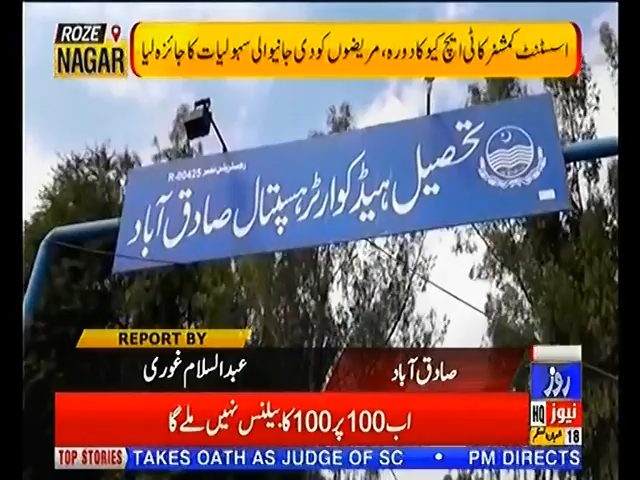 ROZE
NAGAR
اسسٹنٹ کمشنر کا ٹی ایچ کیو کا دورہ، مریضوں کو دی جانیوالی سہولیات کا جائزہ لیا
رجسٹریشن نمبر R-00425
تحصیل ہیڈ کوارٹر ہسپتال صادق آباد
REPORT BY
عبدالسلام غوری
صادق آباد
اب 100 پر 100 کا بیلنس نہیں ملے گا
روز
HQ نیوز
18
TOP STORIES TAKES OATH AS JUDGE OF SC • PM DIRECTS